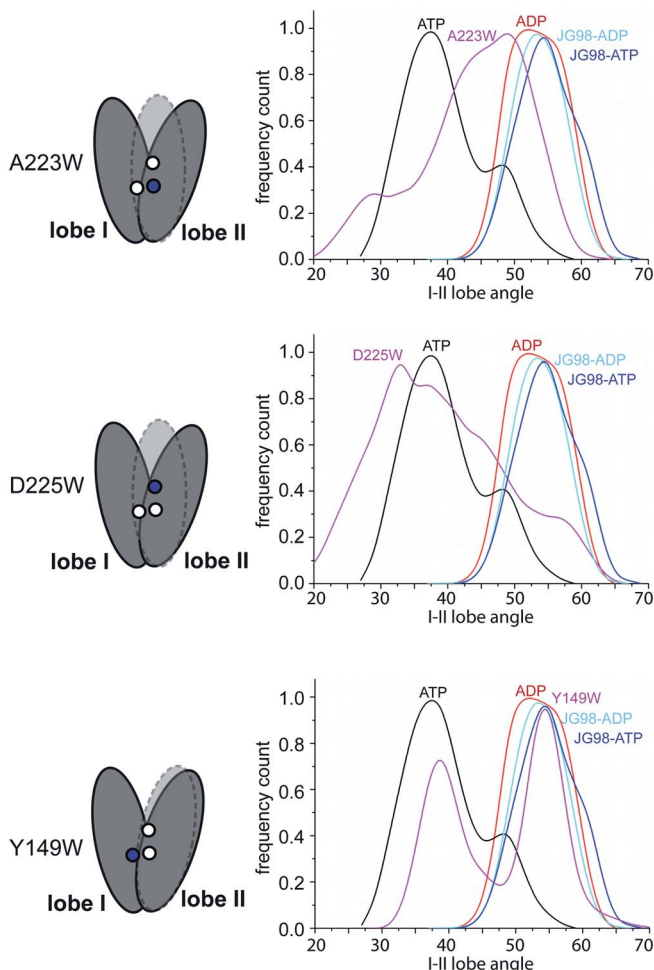 ATP
A223W
ADP
JG98-ADP
JG98-ATP
1.0
0.8
0.6
0.4
0.2
0.0
frequency count
20 30 40 50 60 70
I-II lobe angle
A223W
lobe I
lobe II
D225W
ATP
ADP
JG98-ADP
JG98-ATP
1.0
0.8
0.6
0.4
0.2
0.0
frequency count
20 30 40 50 60 70
I-II lobe angle
D225W
lobe I
lobe II
ATP
ADP
Y149W
JG98-ADP
JG98-ATP
1.0
0.8
0.6
0.4
0.2
0.0
frequency count
20 30 40 50 60 70
I-II lobe angle
Y149W
lobe I
lobe II